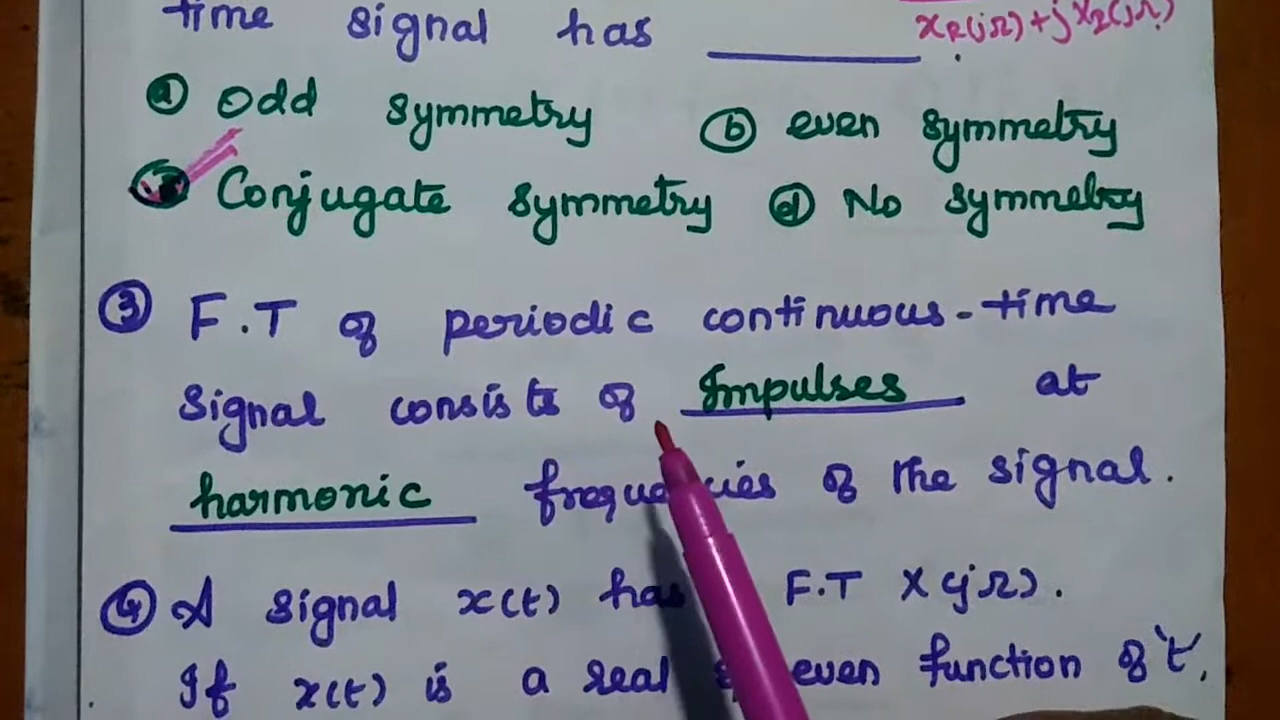 time signal has ______ . xR(jΩ)+jXI(jΩ)
ⓐ Odd symmetry ⓑ even symmetry
Conjugate symmetry ⓓ No symmetry
③ F.T of periodic continuous-time
signal consists of Impulses at
harmonic frequencies of the signal.
④ A signal x(t) has F.T X(jΩ).
If x(t) is a real even function of 't',